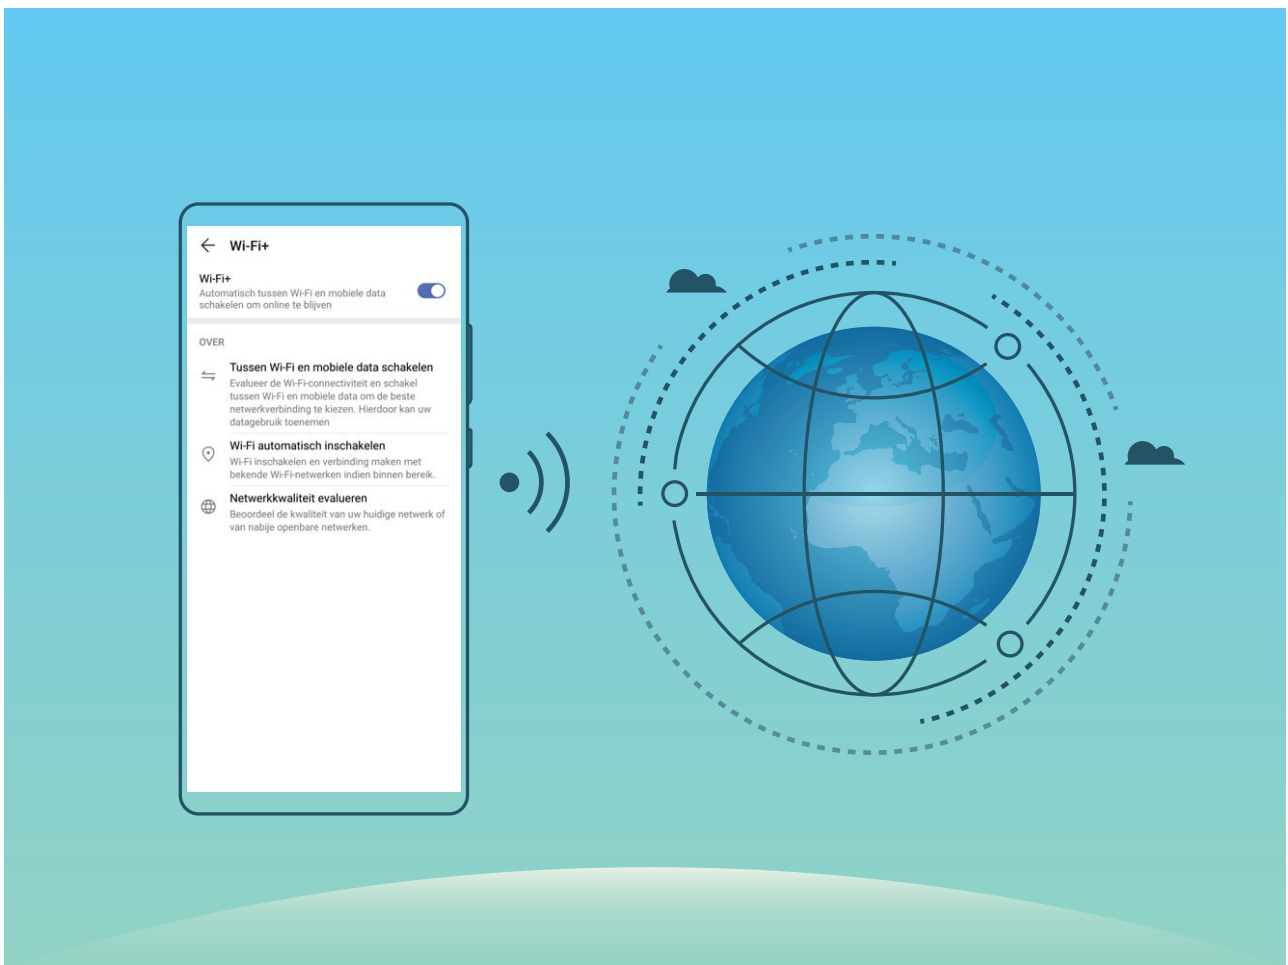 Wi-Fi+
Wi-Fi+
Automatisch tussen Wi-Fi en mobiele data
schakelen om online te blijven
OVER
Tussen Wi-Fi en mobiele data schakelen
Evalueer de Wi-Fi-connectiviteit en schakel
tussen Wi-Fi en mobiele data om de beste
netwerkverbinding te kiezen. Hierdoor kan uw
datagebruik toenemen
Wi-Fi automatisch inschakelen
Wi-Fi inschakelen en verbinding maken met
bekende Wi-Fi-netwerken indien binnen bereik.
Netwerkkwaliteit evalueren
Beoordeel de kwaliteit van uw huidige netwerk of
van nabije openbare netwerken.